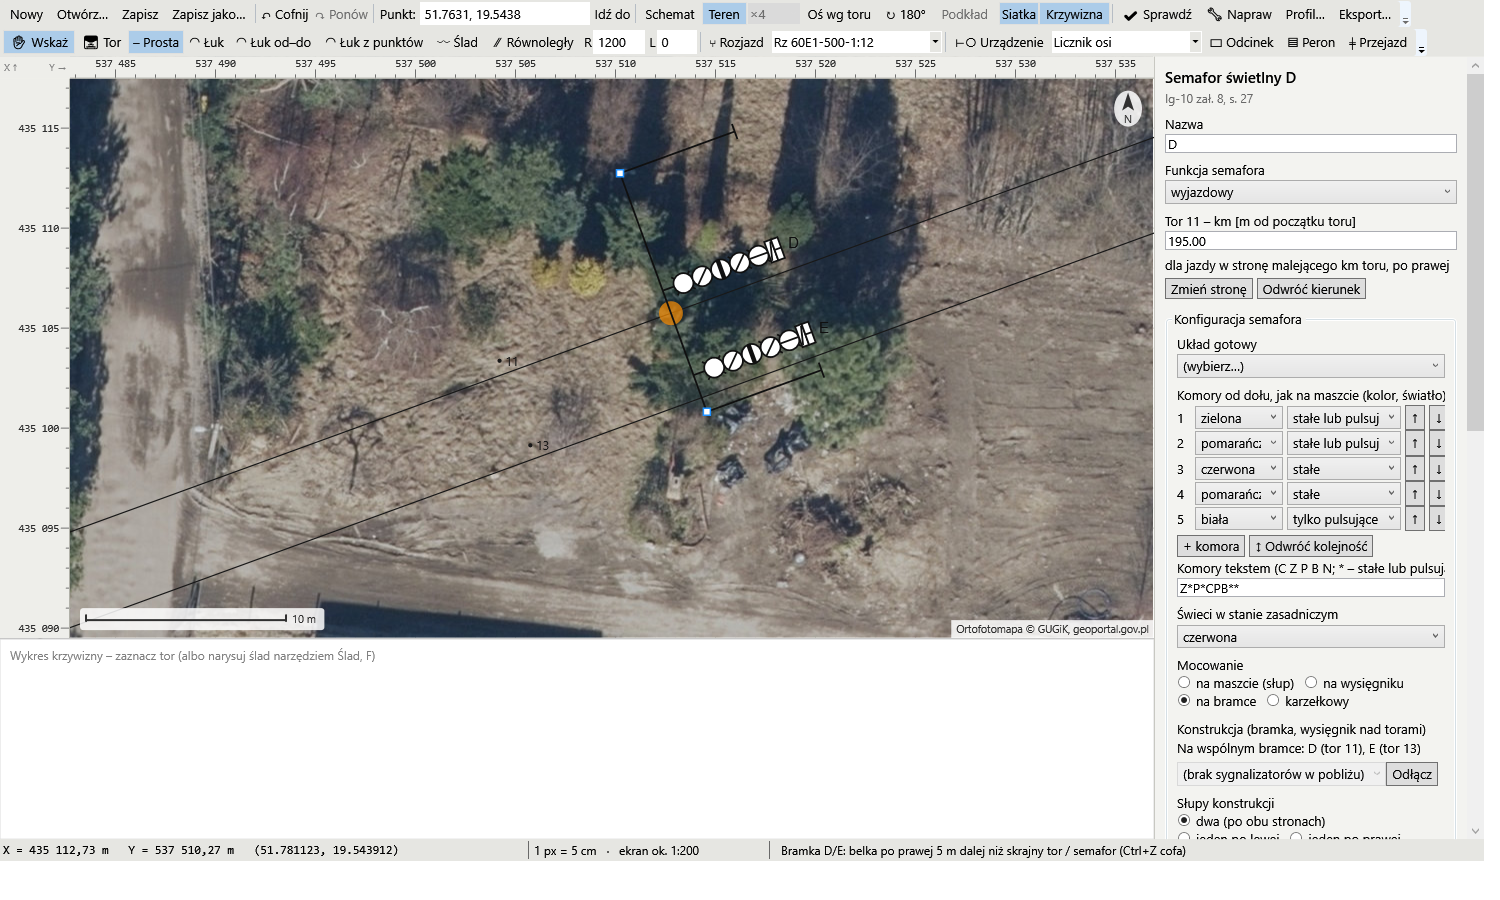 Nowy Otwórz... Zapisz Zapisz jako... Cofnij Ponów Punkt: 51.7631, 19.5438 Idź do Schemat Teren ×4 Oś wg toru 180° Podkład Siatka Krzywizna Sprawdź Napraw Profil... Eksport...
Wskaż Tor Prosta Łuk Łuk od–do Łuk z punktów Ślad Równoległy R 1200 L 0 Rozjazd Rz 60E1-500-1:12 Urządzenie Licznik osi Odcinek Peron Przejazd
X↑ Y→ 537 485 537 490 537 495 537 500 537 505 537 510 537 515 537 520 537 525 537 530 537 535
435 115
435 110
435 105
435 100
435 095
435 090
N
D
E
11
13
10 m
Ortofotomapa © GUGiK, geoportal.gov.pl
Wykres krzywizny – zaznacz tor (albo narysuj ślad narzędziem Ślad, F)
Semafor świetlny D
Ig-10 zał. 8, s. 27
Nazwa
D
Funkcja semafora
wyjazdowy
Tor 11 – km [m od początku toru]
195.00
dla jazdy w stronę malejącego km toru, po prawej
Zmień stronę Odwróć kierunek
Konfiguracja semafora
Układ gotowy
(wybierz...)
Komory od dołu, jak na maszcie (kolor, światło)
1 zielona stałe lub pulsuj ↑ ↓
2 pomarańcz stałe lub pulsuj ↑ ↓
3 czerwona stałe ↑ ↓
4 pomarańcz stałe ↑ ↓
5 biała tylko pulsujące ↑ ↓
+ komora ↕ Odwróć kolejność
Komory tekstem (C Z P B N; * – stałe lub pulsuj
Z*P*CPB**
Świeci w stanie zasadniczym
czerwona
Mocowanie
na maszcie (słup) na wysięgniku
na bramce karzełkowy
Konstrukcja (bramka, wysięgnik nad torami)
Na wspólnym bramce: D (tor 11), E (tor 13)
(brak sygnalizatorów w pobliżu) Odłącz
Słupy konstrukcji
dwa (po obu stronach)
jeden po lewej jeden po prawej
X = 435 112,73 m Y = 537 510,27 m (51.781123, 19.543912) 1 px = 5 cm · ekran ok. 1:200 Bramka D/E: belka po prawej 5 m dalej niż skrajny tor / semafor (Ctrl+Z cofa)